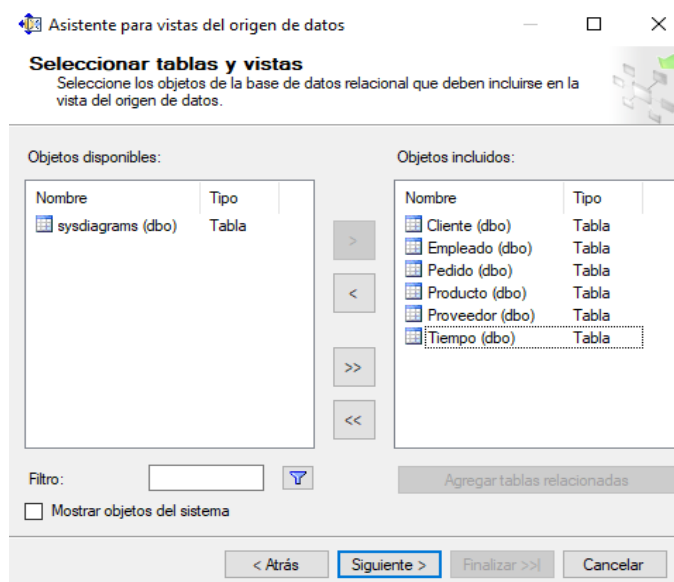 Asistente para vistas del origen de datos
Seleccionar tablas y vistas
Seleccione los objetos de la base de datos relacional que deben incluirse en la
vista del origen de datos.
Objetos disponibles:
Nombre Tipo
sysdiagrams (dbo) Tabla
>
<
>>
<<
Objetos incluidos:
Nombre Tipo
Cliente (dbo) Tabla
Empleado (dbo) Tabla
Pedido (dbo) Tabla
Producto (dbo) Tabla
Proveedor (dbo) Tabla
Tiempo (dbo) Tabla
Filtro:
Agregar tablas relacionadas
Mostrar objetos del sistema
< Atrás Siguiente > Finalizar >>| Cancelar